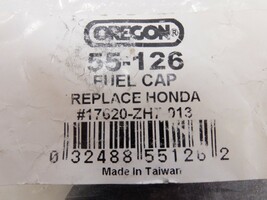 OREGON®
55-126
FUEL CAP
REPLACE HONDA
#17620-ZH7 013
0 32488 55126 2
Made in Taiwan